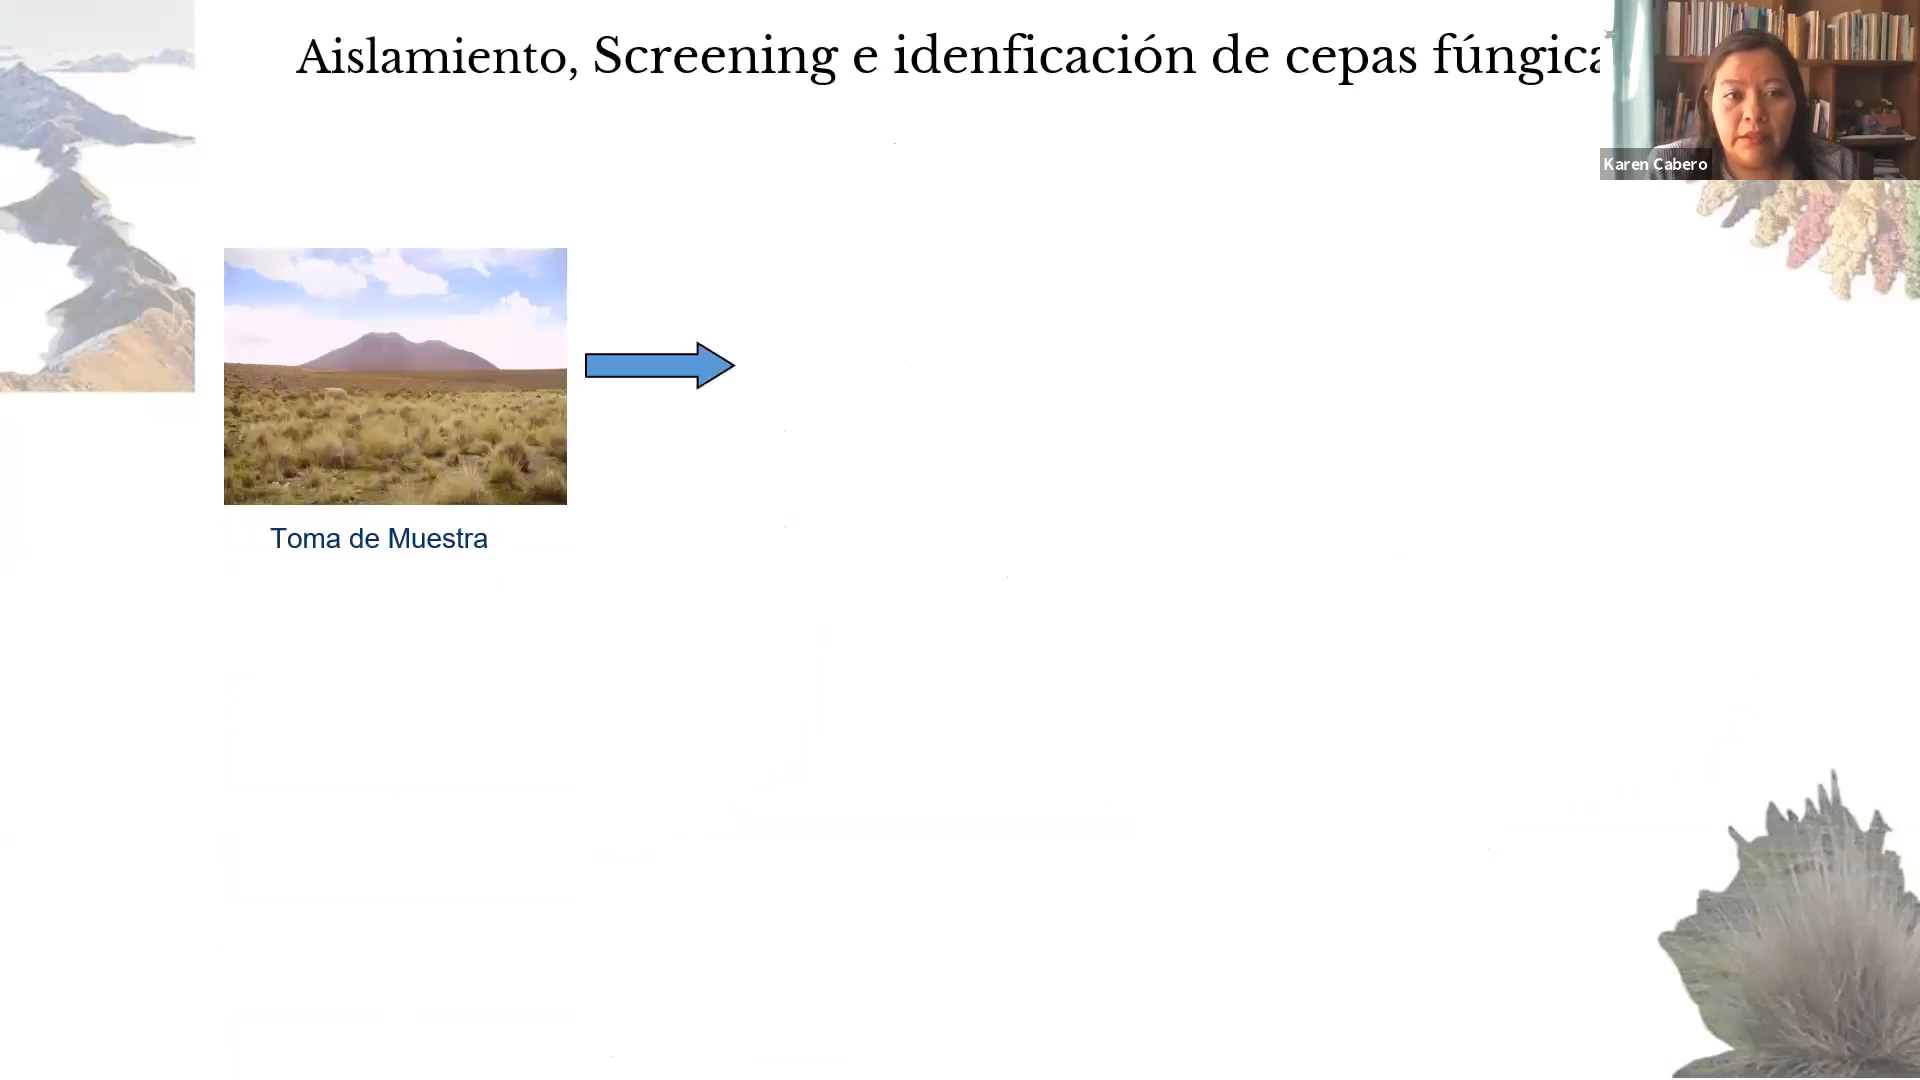 Aislamiento, Screening e idenficación de cepas fúngica
Karen Cabero
Toma de Muestra